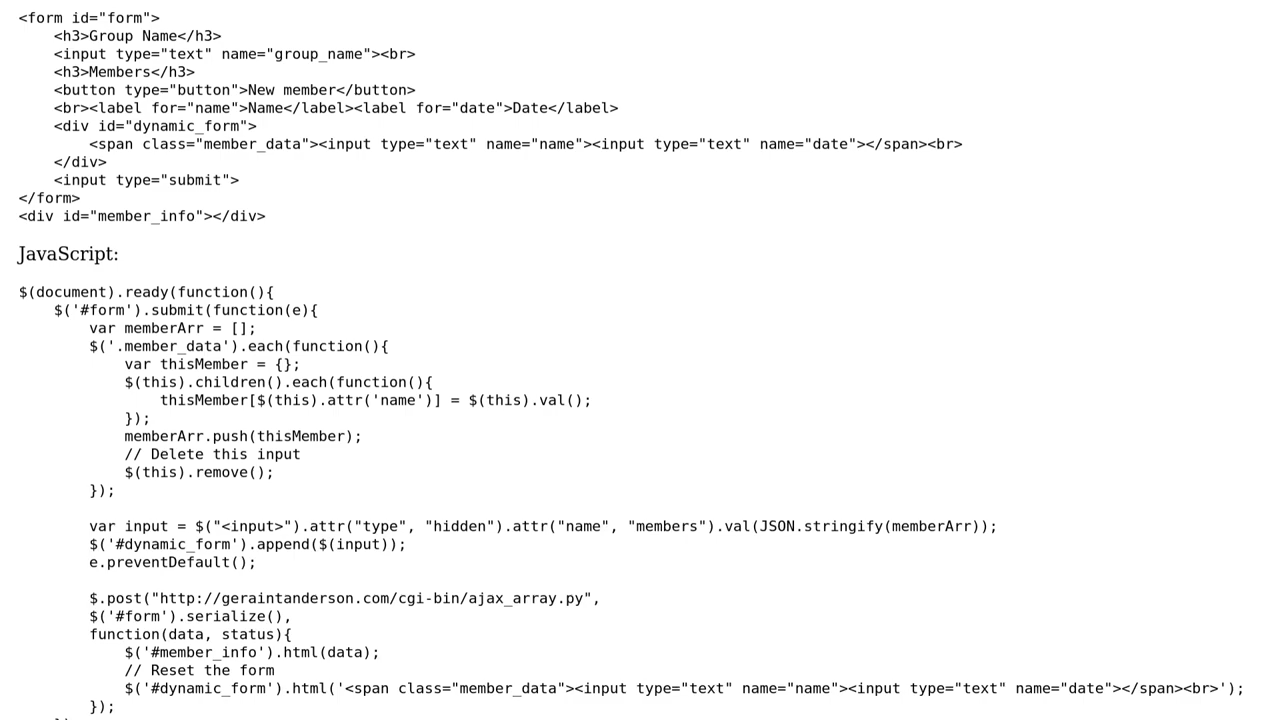 <form id="form">
    <h3>Group Name</h3>
    <input type="text" name="group_name"><br>
    <h3>Members</h3>
    <button type="button">New member</button>
    <br><label for="name">Name</label><label for="date">Date</label>
    <div id="dynamic_form">
        <span class="member_data"><input type="text" name="name"><input type="text" name="date"></span><br>
    </div>
    <input type="submit">
</form>
<div id="member_info"></div>
JavaScript:
$(document).ready(function(){
    $('#form').submit(function(e){
        var memberArr = [];
        $('.member_data').each(function(){
            var thisMember = {};
            $(this).children().each(function(){
                thisMember[$(this).attr('name')] = $(this).val();
            });
            memberArr.push(thisMember);
            // Delete this input
            $(this).remove();
        });

        var input = $("<input>").attr("type", "hidden").attr("name", "members").val(JSON.stringify(memberArr));
        $('#dynamic_form').append($(input));
        e.preventDefault();

        $.post("http://geraintanderson.com/cgi-bin/ajax_array.py",
        $('#form').serialize(),
        function(data, status){
            $('#member_info').html(data);
            // Reset the form
            $('#dynamic_form').html('<span class="member_data"><input type="text" name="name"><input type="text" name="date"></span><br>');
        });